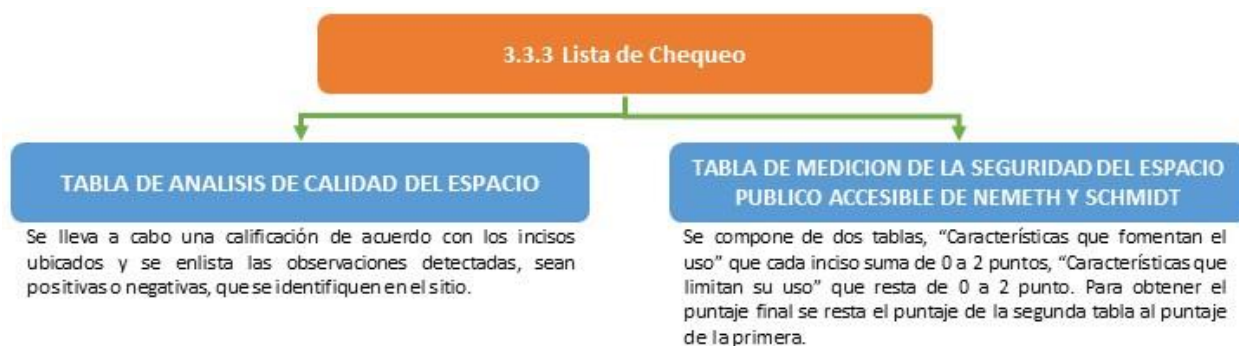 3.3.3 Lista de Chequeo
TABLA DE ANALISIS DE CALIDAD DEL ESPACIO
Se lleva a cabo una calificación de acuerdo con los incisos
ubicados y se enlista las observaciones detectadas, sean
positivas o negativas, que se identifiquen en el sitio.
TABLA DE MEDICION DE LA SEGURIDAD DEL ESPACIO
PUBLICO ACCESIBLE DE NEMETH Y SCHMIDT
Se compone de dos tablas, “Características que fomentan el
uso” que cada inciso suma de 0 a 2 puntos, “Características que
limitan su uso” que resta de 0 a 2 punto. Para obtener el
puntaje final se resta el puntaje de la segunda tabla al puntaje
de la primera.